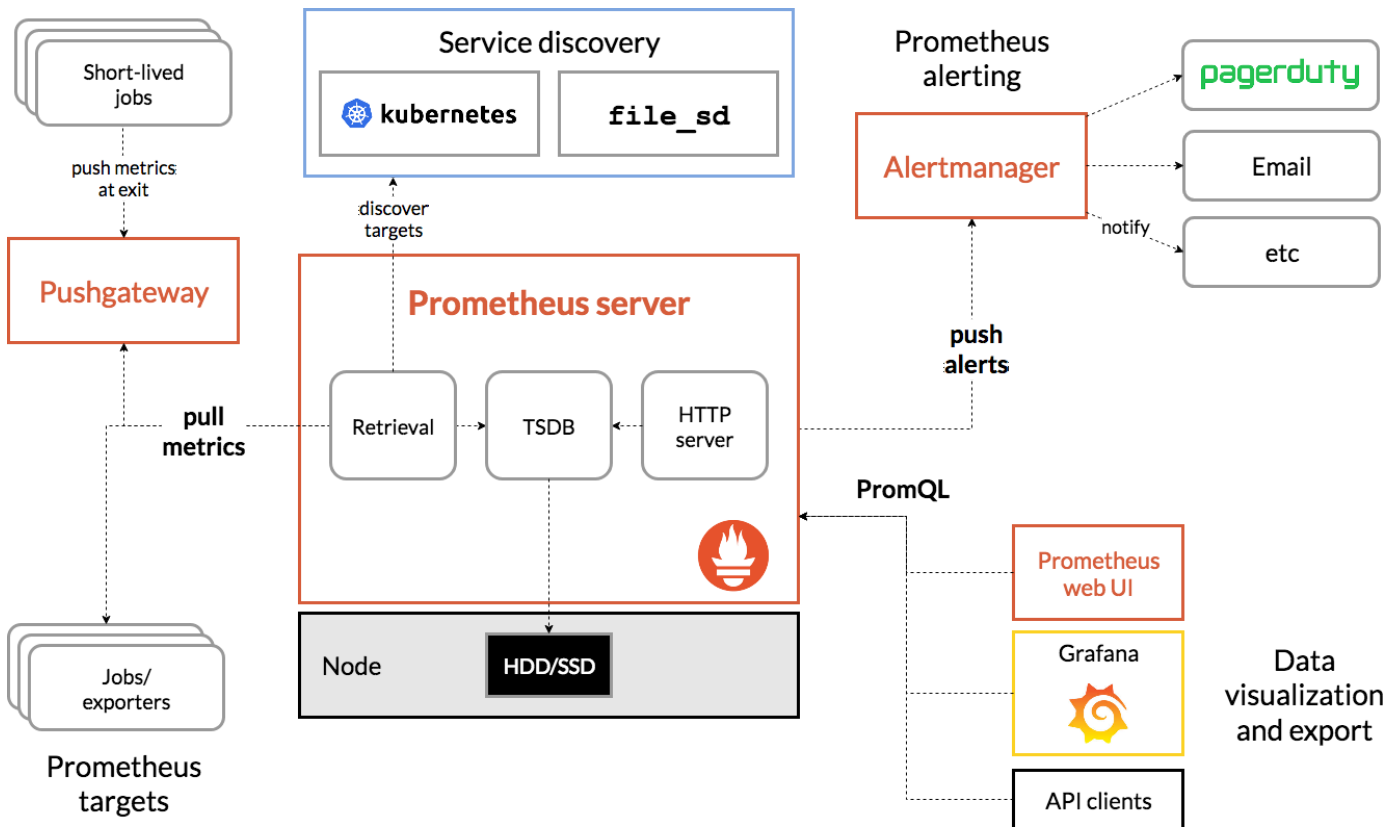 Short-lived
jobs
push metrics
at exit
Pushgateway
pull
metrics
Jobs/
exporters
Prometheus
targets
Service discovery
kubernetes
file_sd
discover
targets
Prometheus server
Retrieval
TSDB
HTTP
server
Node
HDD/SSD
Prometheus
alerting
Alertmanager
pagerduty
Email
notify
etc
push
alerts
PromQL
Prometheus
web UI
Grafana
API clients
Data
visualization
and export